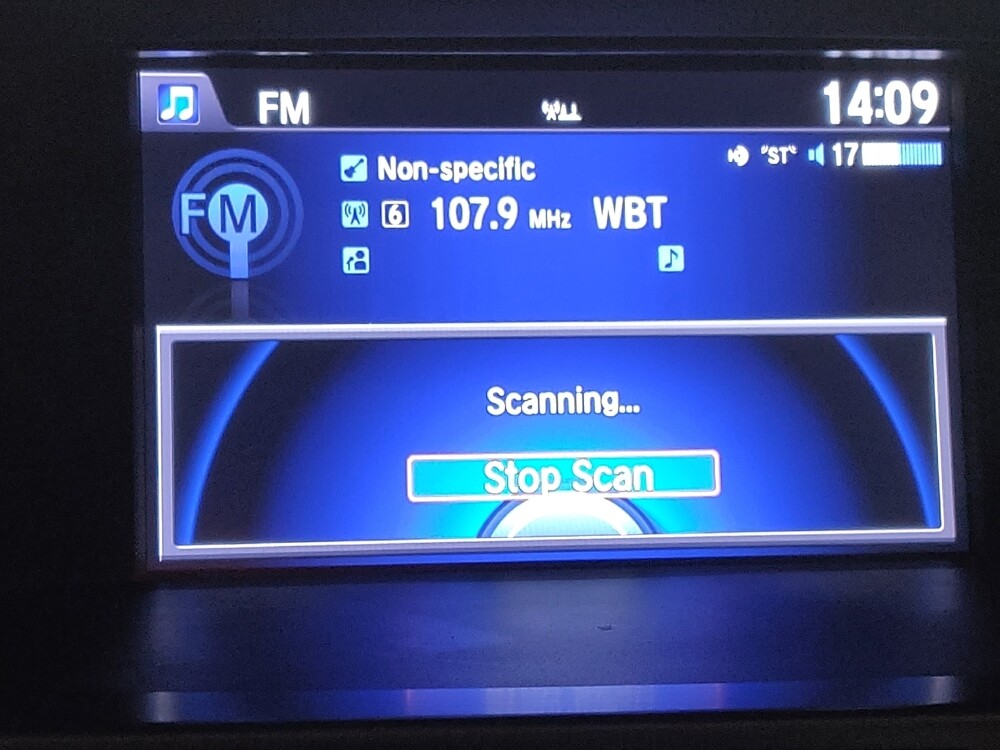 FM 14:09
Non-specific "ST" 17
FM
6 107.9 MHz WBT
Scanning...
Stop Scan